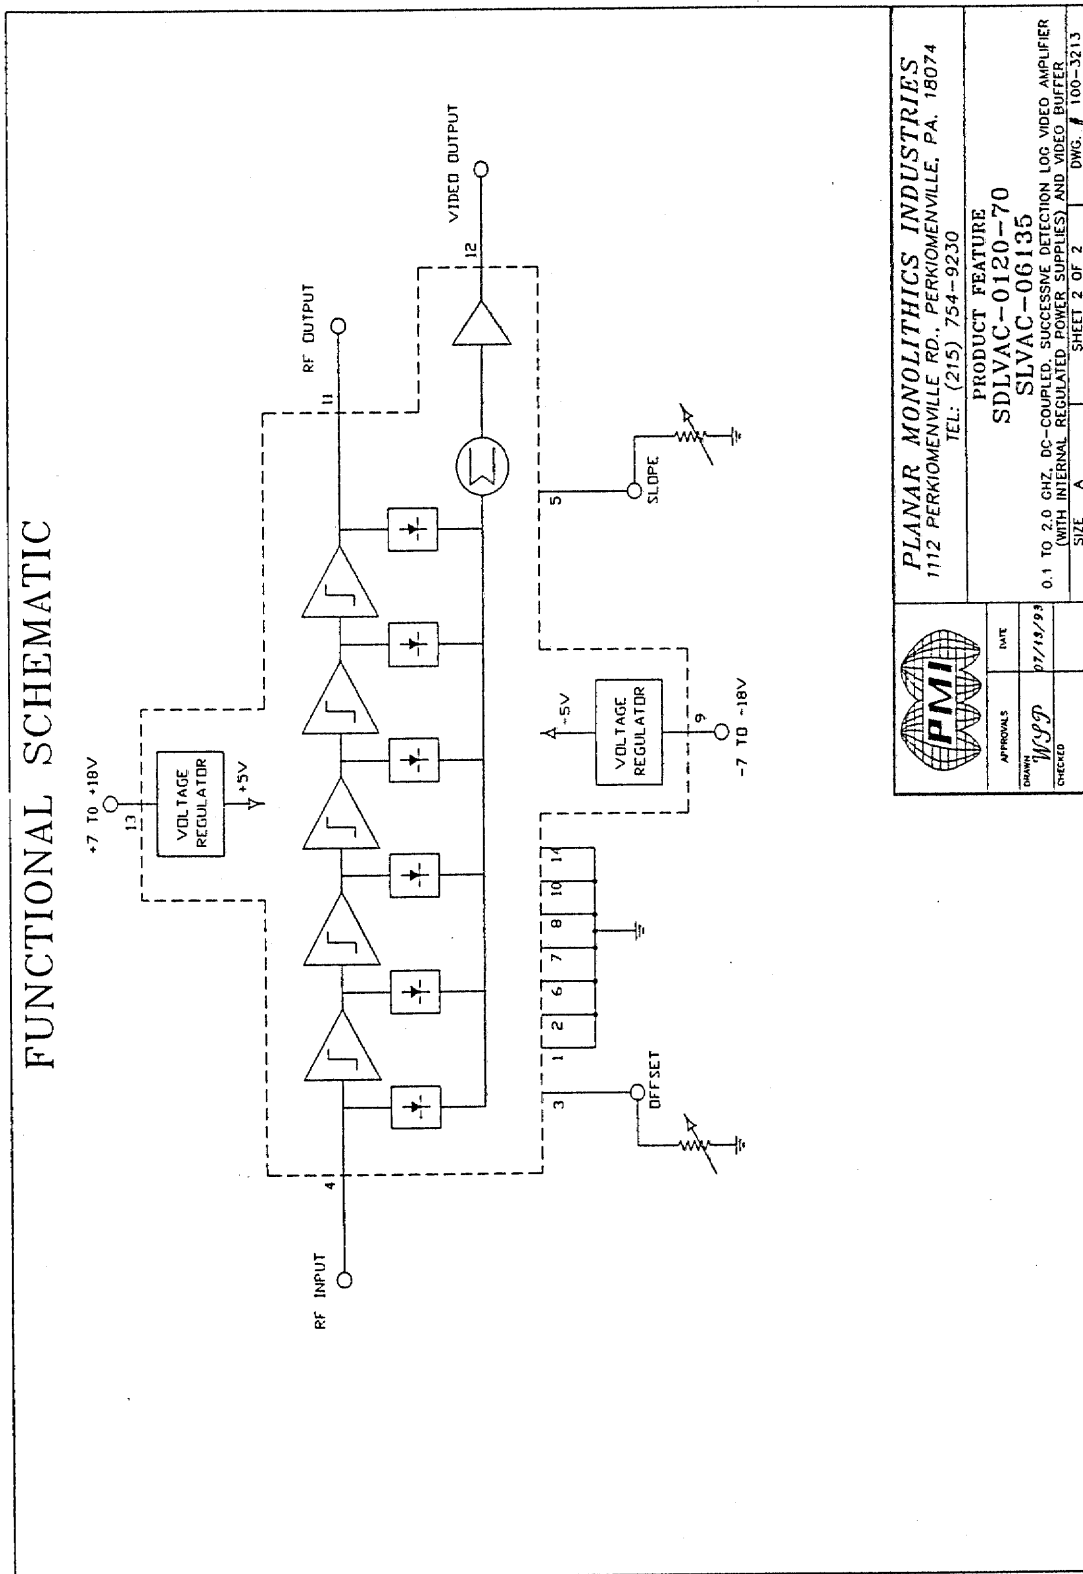 FUNCTIONAL SCHEMATIC
+7 TO +18V
13
VOLTAGE
REGULATOR
+5V
RF INPUT
4
RF OUTPUT
11
VIDEO OUTPUT
12
3
OFFSET
1
2
6
7
8
10
14
-5V
VOLTAGE
REGULATOR
9
-7 TO -18V
5
SLOPE
PMI
APPROVALS
DATE
DRAWN
WSP
07/13/93
CHECKED
PLANAR MONOLITHICS INDUSTRIES
1112 PERKIOMENVILLE RD., PERKIOMENVILLE, PA. 18074
TEL: (215) 754-9230
PRODUCT FEATURE
SDLVAC-0120-70
SLVAC-06135
0.1 TO 2.0 GHZ, DC-COUPLED, SUCCESSIVE DETECTION LOG VIDEO AMPLIFIER
(WITH INTERNAL REGULATED POWER SUPPLIES) AND VIDEO BUFFER
SIZE A
SHEET 2 OF 2
DWG. # 100-3213